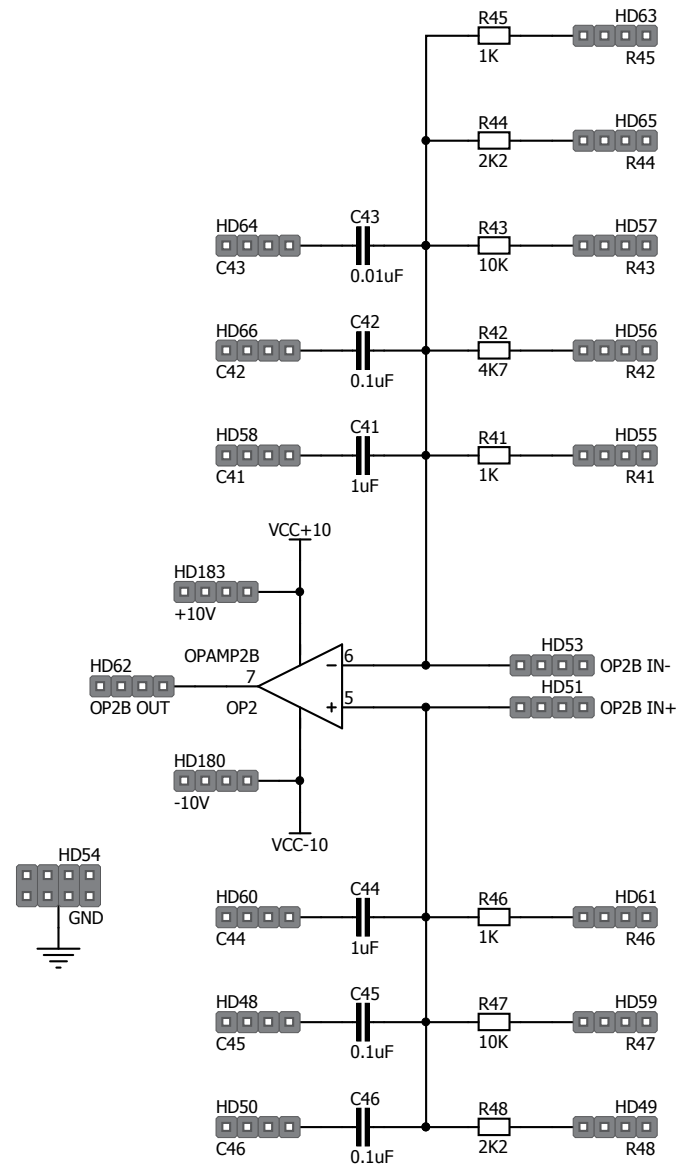 R45
HD63
1K
R45
R44
HD65
2K2
R44
HD64
C43
R43
HD57
C43
0.01uF
10K
R43
HD66
C42
R42
HD56
C42
0.1uF
4K7
R42
HD58
C41
R41
HD55
C41
1uF
1K
R41
VCC+10
HD183
+10V
OPAMP2B
6
HD53
OP2B IN-
HD62
7
-
OP2B OUT
OP2
+
5
HD51
OP2B IN+
HD180
-10V
VCC-10
HD54
GND
HD60
C44
R46
HD61
C44
1uF
1K
R46
HD48
C45
R47
HD59
C45
0.1uF
10K
R47
HD50
C46
R48
HD49
C46
0.1uF
2K2
R48